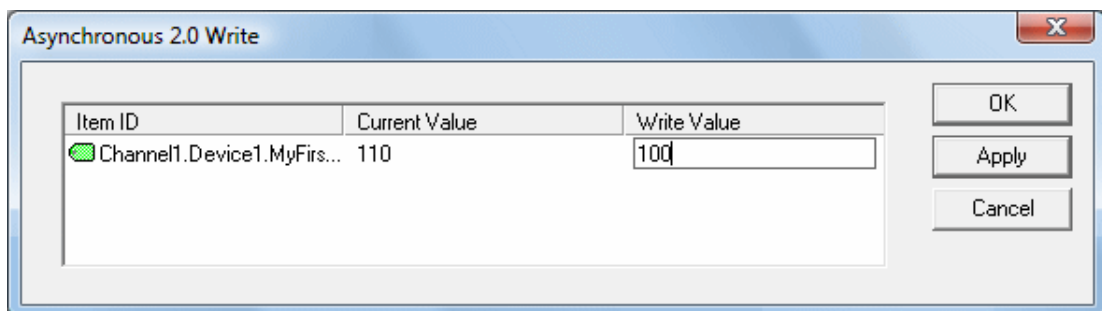 Asynchronous 2.0 Write
Item ID Current Value Write Value
Channel1.Device1.MyFirs... 110 100
OK
Apply
Cancel